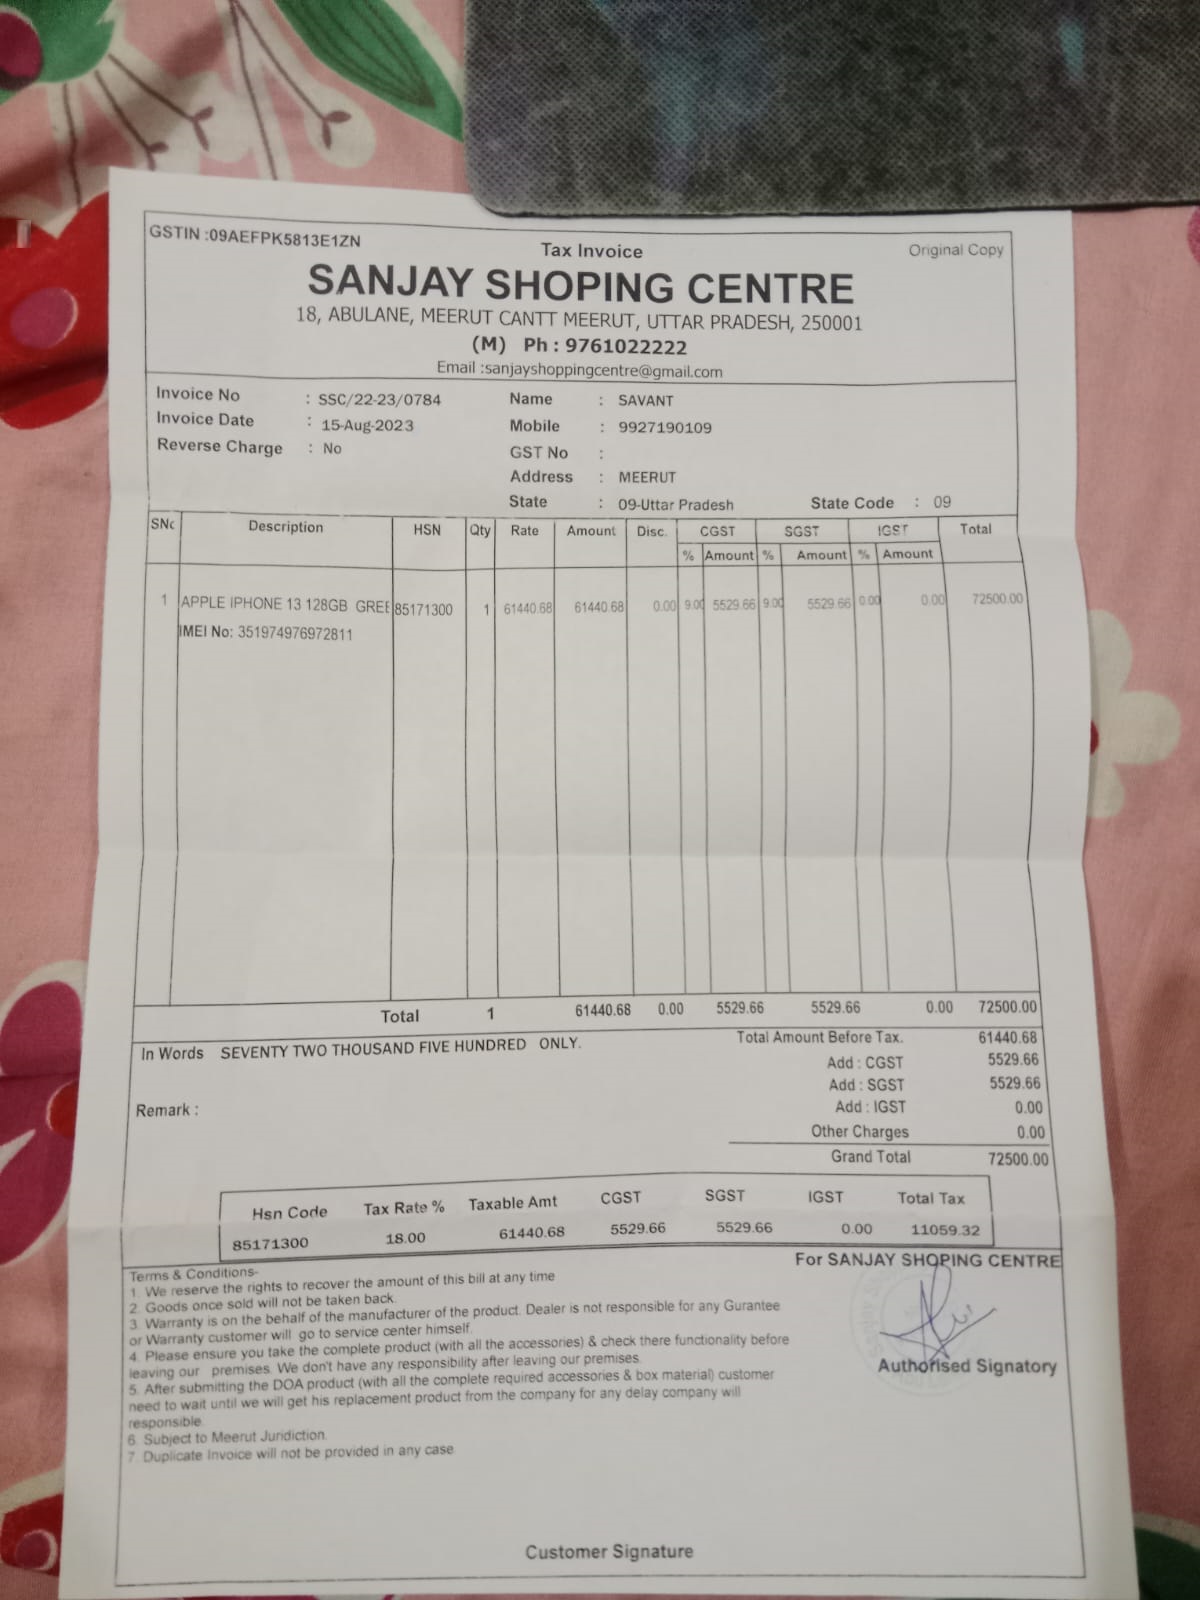 GSTIN :09AEFPK5813E1ZN
Tax Invoice
Original Copy
SANJAY SHOPING CENTRE
18, ABULANE, MEERUT CANTT MEERUT, UTTAR PRADESH, 250001
(M) Ph : 9761022222
Email :sanjayshoppingcentre@gmail.com
Invoice No : SSC/22-23/0784
Invoice Date : 15-Aug-2023
Reverse Charge : No
Name : SAVANT
Mobile : 9927190109
GST No :
Address : MEERUT
State : 09-Uttar Pradesh State Code : 09
SNo Description HSN Qty Rate Amount Disc. CGST SGST IGST Total
% Amount % Amount % Amount
1 APPLE IPHONE 13 128GB GREE 85171300 1 61440.68 61440.68 0.00 9.00 5529.66 9.00 5529.66 0.00 0.00 72500.00
IMEI No: 351974976972811
Total 1 61440.68 0.00 5529.66 5529.66 0.00 72500.00
In Words SEVENTY TWO THOUSAND FIVE HUNDRED ONLY.
Remark :
Total Amount Before Tax. 61440.68
Add : CGST 5529.66
Add : SGST 5529.66
Add : IGST 0.00
Other Charges 0.00
Grand Total 72500.00
Hsn Code Tax Rate % Taxable Amt CGST SGST IGST Total Tax
85171300 18.00 61440.68 5529.66 5529.66 0.00 11059.32
For SANJAY SHOPING CENTRE
Authorised Signatory
Terms & Conditions-
1. We reserve the rights to recover the amount of this bill at any time
2. Goods once sold will not be taken back.
3. Warranty is on the behalf of the manufacturer of the product. Dealer is not responsible for any Gurantee
or Warranty customer will go to service center himself.
4. Please ensure you take the complete product (with all the accessories) & check there functionality before
leaving our premises. We don't have any responsibility after leaving our premises.
5. After submitting the DOA product (with all the complete required accessories & box material) customer
need to wait until we will get his replacement product from the company for any delay company will
responsible.
6. Subject to Meerut Juridiction.
7. Duplicate Invoice will not be provided in any case
Customer Signature